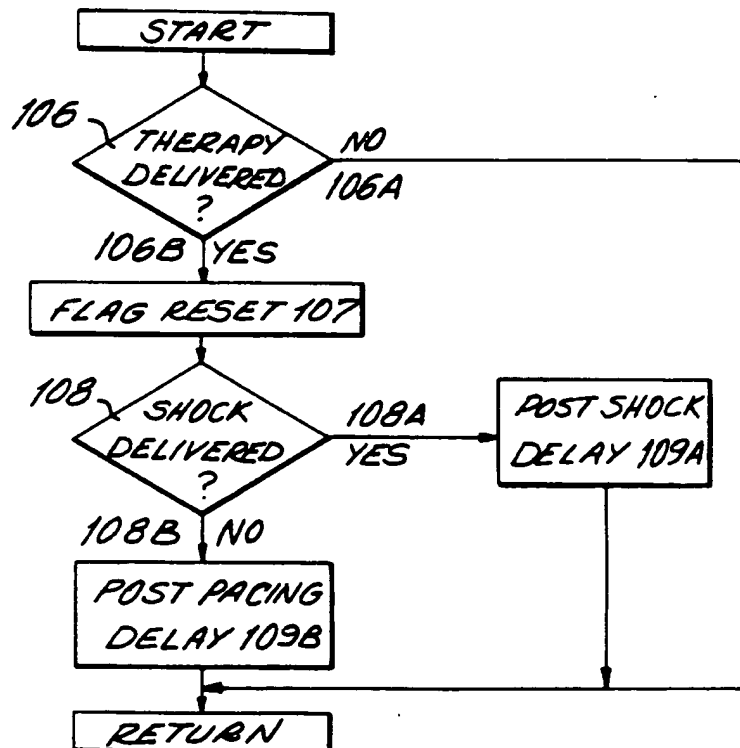 START
106
THERAPY
DELIVERED
?
NO
106A
106B YES
FLAG RESET 107
108
SHOCK
DELIVERED
?
108A
YES
POST SHOCK
DELAY 109A
108B NO
POST PACING
DELAY 109B
RETURN